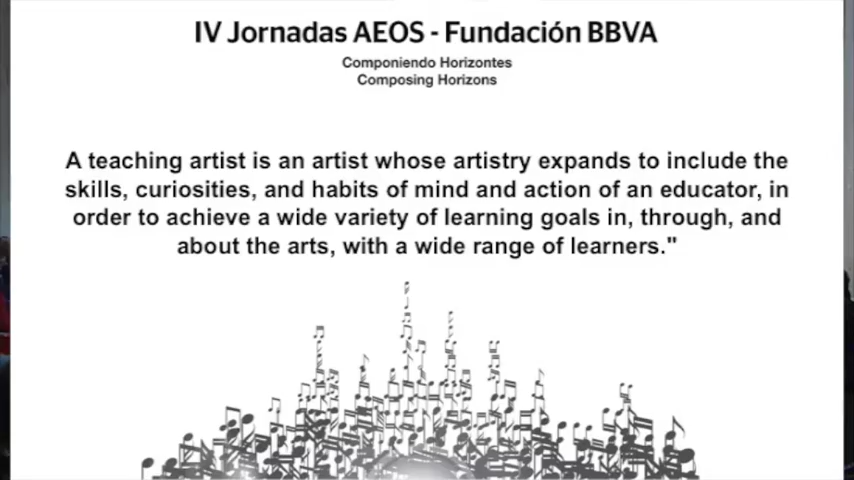 IV Jornadas AEOS - Fundación BBVA
Componiendo Horizontes
Composing Horizons
A teaching artist is an artist whose artistry expands to include the
skills, curiosities, and habits of mind and action of an educator, in
order to achieve a wide variety of learning goals in, through, and
about the arts, with a wide range of learners."